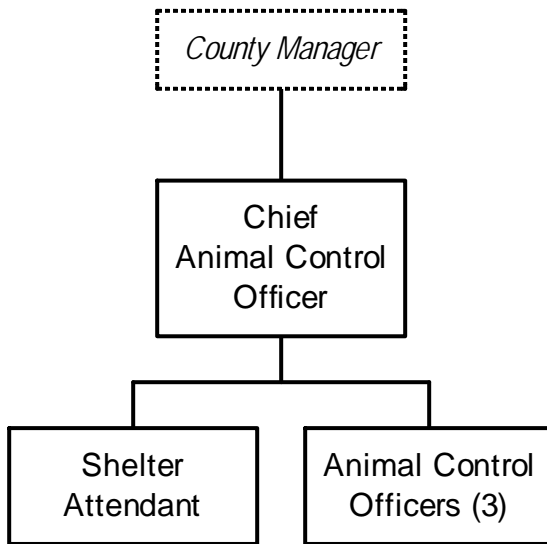 County Manager
Chief
Animal Control
Officer
Shelter
Attendant
Animal Control
Officers (3)